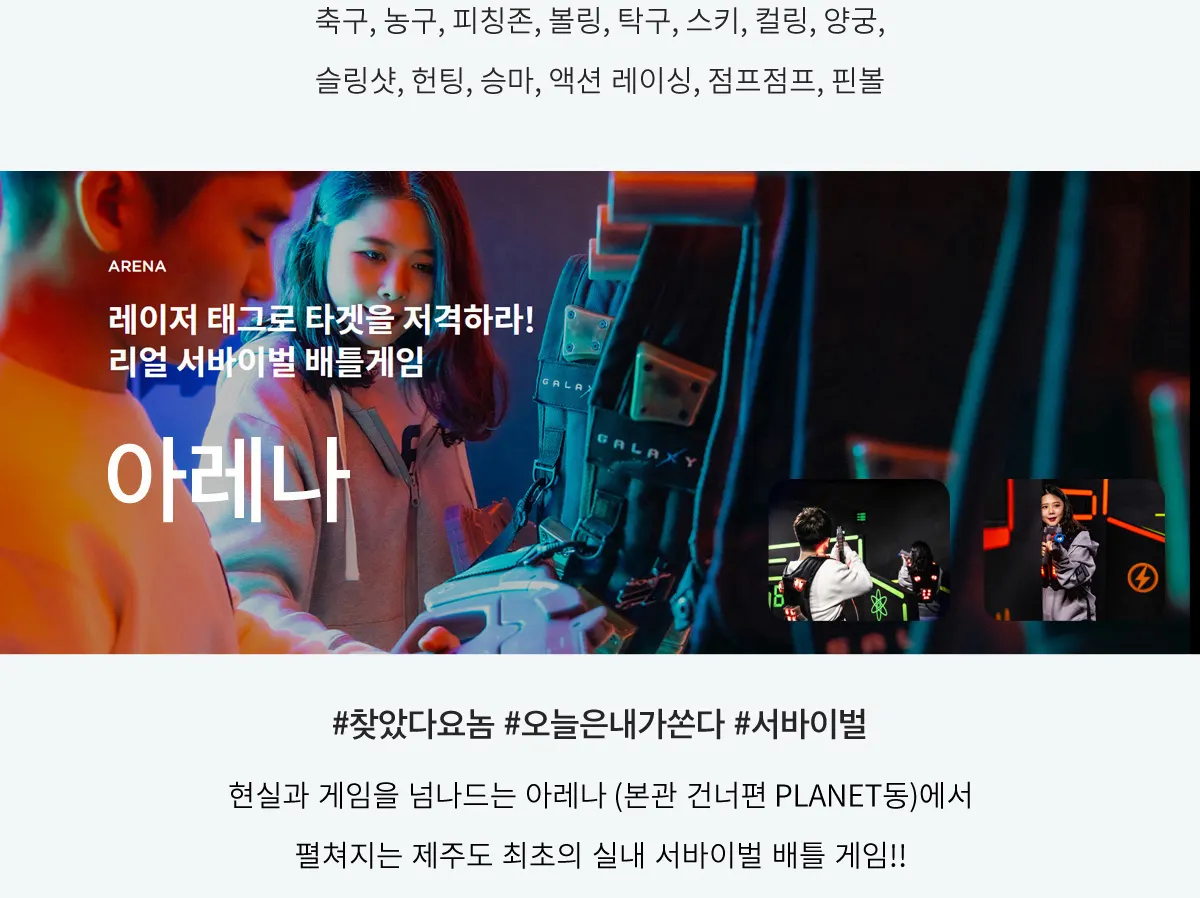 축구, 농구, 피칭존, 볼링, 탁구, 스키, 컬링, 양궁,
슬링샷, 헌팅, 승마, 액션 레이싱, 점프점프, 핀볼
ARENA
레이저 태그로 타겟을 저격하라!
리얼 서바이벌 배틀게임
아레나
GALAX
GALAXY
#찾았다요놈 #오늘은내가쏜다 #서바이벌
현실과 게임을 넘나드는 아레나 (본관 건너편 PLANET동)에서
펼쳐지는 제주도 최초의 실내 서바이벌 배틀 게임!!